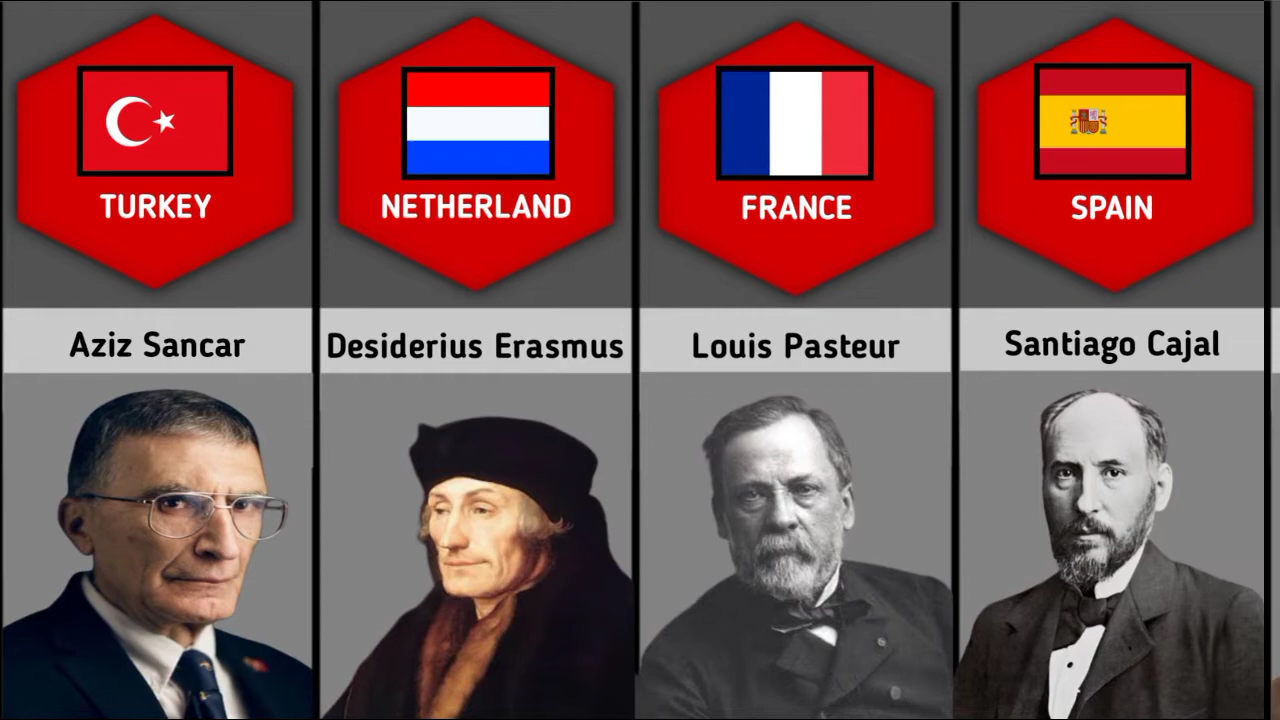 TURKEY
NETHERLAND
FRANCE
SPAIN
Aziz Sancar
Desiderius Erasmus
Louis Pasteur
Santiago Cajal